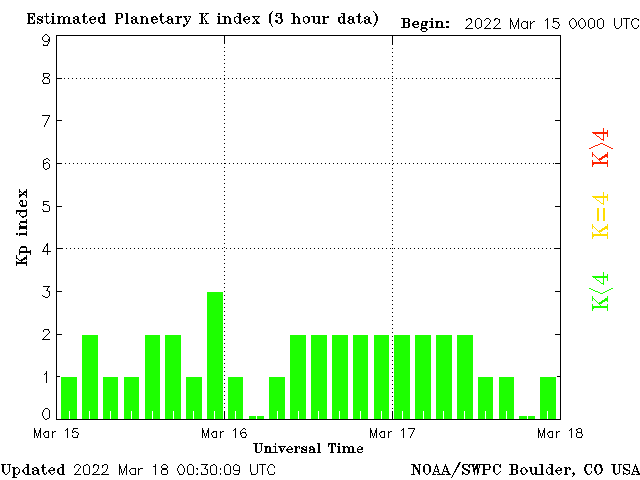 Estimated Planetary K index (3 hour data) Begin: 2022 Mar 15 0000 UTC
9
8
7
6
5
4
3
2
1
0
Kp index
K>4
K=4
K<4
Mar 15 Mar 16 Mar 17 Mar 18
Universal Time
Updated 2022 Mar 18 00:30:09 UTC NOAA/SWPC Boulder, CO USA